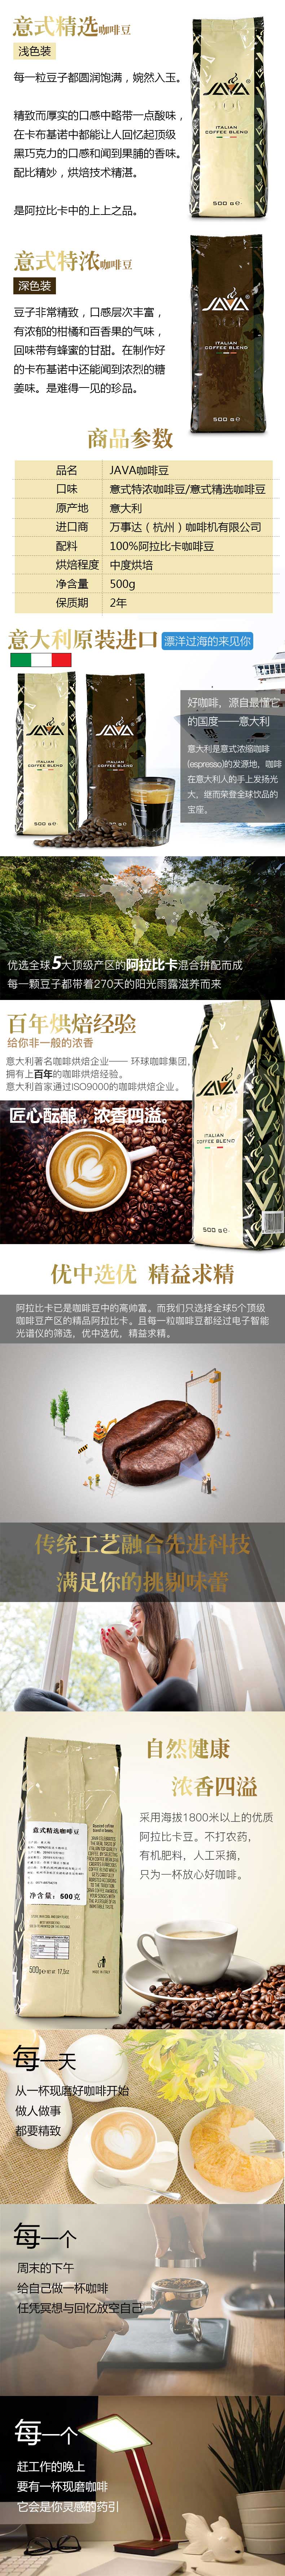 意式精选咖啡豆
浅色装
每一粒豆子都圆润饱满，婉然入玉。
精致而厚实的口感中略带一点酸味，
在卡布基诺中都能让人回忆起顶级
黑巧克力的口感和闻到果脯的香味。
配比精妙，烘焙技术精湛。
是阿拉比卡中的上上之品。
JAVA
ITALIAN
COFFEE BLEND
500 g e
意式特浓咖啡豆
深色装
豆子非常精致，口感层次丰富，
有浓郁的柑橘和百香果的气味，
回味带有蜂蜜的甘甜。在制作好
的卡布基诺中还能闻到浓烈的糖
姜味。是难得一见的珍品。
JAVA
ITALIAN
COFFEE BLEND
500 g e
商品参数
品名 JAVA咖啡豆
口味 意式特浓咖啡豆/意式精选咖啡豆
原产地 意大利
进口商 万事达（杭州）咖啡机有限公司
配料 100%阿拉比卡咖啡豆
烘焙程度 中度烘焙
净含量 500g
保质期 2年
意大利原装进口 漂洋过海的来见你
JAVA
ITALIAN
COFFEE BLEND
500 g e
JAVA
ITALIAN
COFFEE BLEND
500 g e
好咖啡，源自最懂它
的国度——意大利
意大利是意式浓缩咖啡
(espresso)的发源地，咖啡
在意大利人的手上发扬光
大，继而荣登全球饮品的
宝座。
优选全球5大顶级产区的阿拉比卡混合拼配而成
每一颗豆子都带着270天的阳光雨露滋养而来
百年烘焙经验
给你非一般的浓香
意大利著名咖啡烘焙企业—— 环球咖啡集团，
拥有上百年的咖啡烘焙经验。
意大利首家通过ISO9000的咖啡烘焙企业。
匠心酝酿，浓香四溢。
JAVA
ITALIAN
COFFEE BLEND
500 g e
优中选优 精益求精
阿拉比卡已是咖啡豆中的高帅富。而我们只选择全球5个顶级
咖啡豆产区的精品阿拉比卡。且每一粒咖啡豆都经过电子智能
光谱仪的筛选，优中选优，精益求精。
传统工艺融合先进科技
满足你的挑剔味蕾
自然健康
浓香四溢
采用海拔1800米以上的优质
阿拉比卡豆。不打农药，
有机肥料，人工采摘，
只为一杯放心好咖啡。
意式精选咖啡豆
净含量：500克
500g e NET WT. 17.6oz
每一天
从一杯现磨好咖啡开始
做人做事
都要精致
每一个
周末的下午
给自己做一杯咖啡
任凭冥想与回忆放空自己
每一个
赶工作的晚上
要有一杯现磨咖啡
它会是你灵感的药引